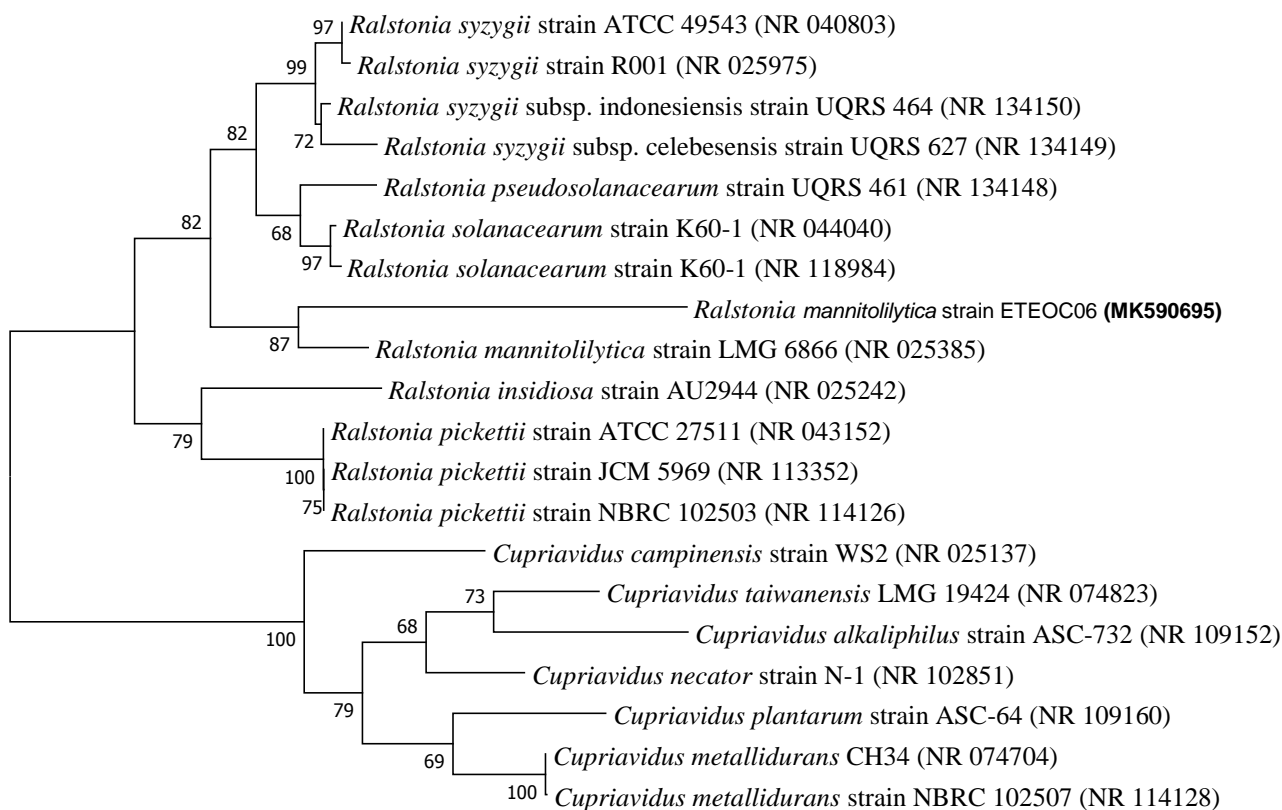 97
Ralstonia syzygii strain ATCC 49543 (NR 040803)
Ralstonia syzygii strain R001 (NR 025975)
99
Ralstonia syzygii subsp. indonesiensis strain UQRS 464 (NR 134150)
82
72
Ralstonia syzygii subsp. celebesensis strain UQRS 627 (NR 134149)
Ralstonia pseudosolanacearum strain UQRS 461 (NR 134148)
82
68
Ralstonia solanacearum strain K60-1 (NR 044040)
97
Ralstonia solanacearum strain K60-1 (NR 118984)
Ralstonia mannitolilytica strain ETEOC06 (MK590695)
87
Ralstonia mannitolilytica strain LMG 6866 (NR 025385)
Ralstonia insidiosa strain AU2944 (NR 025242)
79
Ralstonia pickettii strain ATCC 27511 (NR 043152)
100
Ralstonia pickettii strain JCM 5969 (NR 113352)
75
Ralstonia pickettii strain NBRC 102503 (NR 114126)
Cupriavidus campinensis strain WS2 (NR 025137)
73
Cupriavidus taiwanensis LMG 19424 (NR 074823)
100
68
Cupriavidus alkaliphilus strain ASC-732 (NR 109152)
Cupriavidus necator strain N-1 (NR 102851)
79
Cupriavidus plantarum strain ASC-64 (NR 109160)
69
Cupriavidus metallidurans CH34 (NR 074704)
100
Cupriavidus metallidurans strain NBRC 102507 (NR 114128)